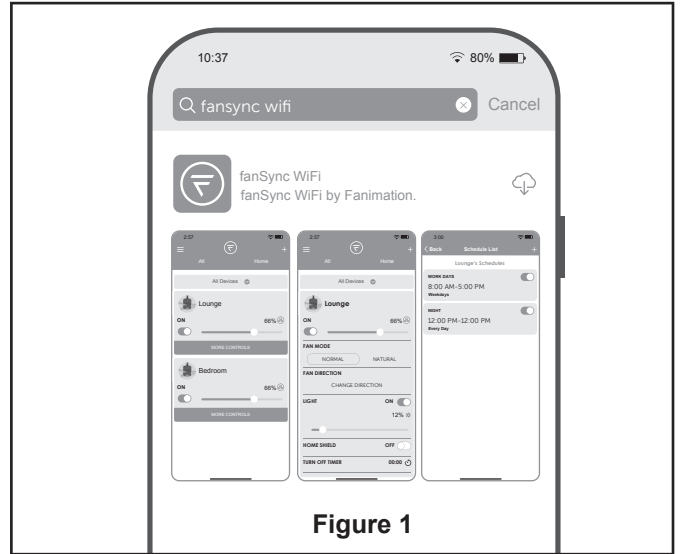 10:37
80%
fansync wifi
Cancel
fanSync WiFi
fanSync WiFi by Fanimation.
2:57
All Home
All Devices
Lounge
ON 66%
MORE CONTROLS
Bedroom
ON 66%
MORE CONTROLS
2:57
All Home
All Devices
Lounge
ON 66%
FAN MODE
NORMAL NATURAL
FAN DIRECTION
CHANGE DIRECTION
LIGHT ON
12%
HOME SHIELD OFF
TURN OFF TIMER 00:00
3:00
Back Schedule List
Lounge's Schedules
WORK DAYS
8:00 AM-5:00 PM
Weekdays
NIGHT
12:00 PM-12:00 PM
Every Day
Figure 1